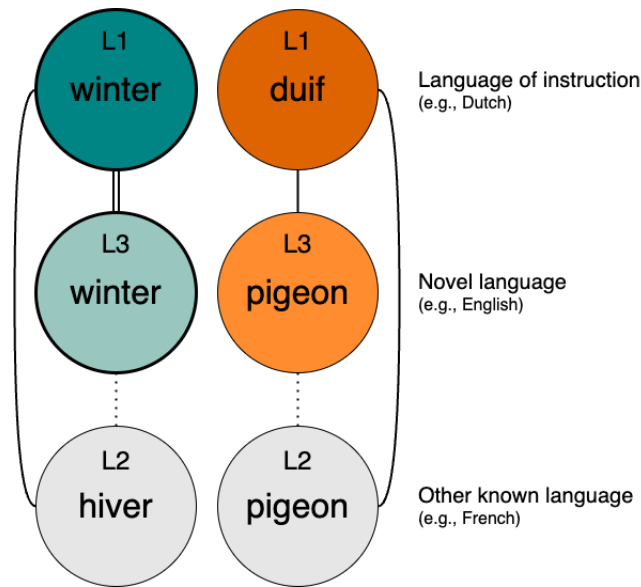 L1
winter
L1
duif
Language of instruction
(e.g., Dutch)
L3
winter
L3
pigeon
Novel language
(e.g., English)
L2
hiver
L2
pigeon
Other known language
(e.g., French)